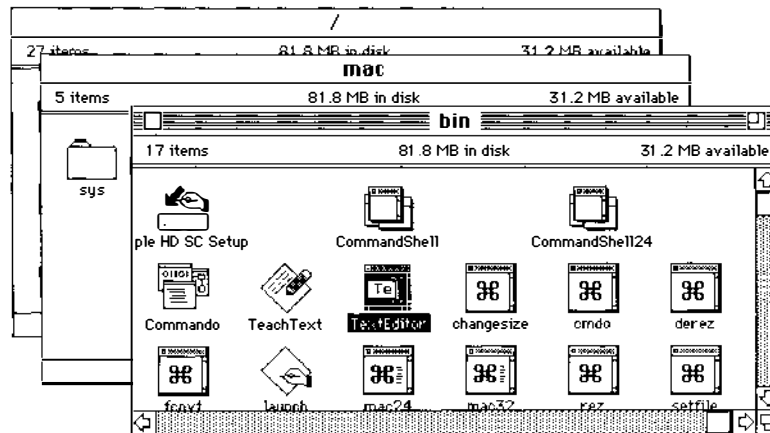 /
27 items 81.8 MB in disk 31.2 MB available
mac
5 items 81.8 MB in disk 31.2 MB available
bin
17 items 81.8 MB in disk 31.2 MB available
sys
ple HD SC Setup CommandShell CommandShell24
Te
Commando TeachText TextEditor changesize cmdo derez
fcnvt launch mac24 mac32 rez setfile